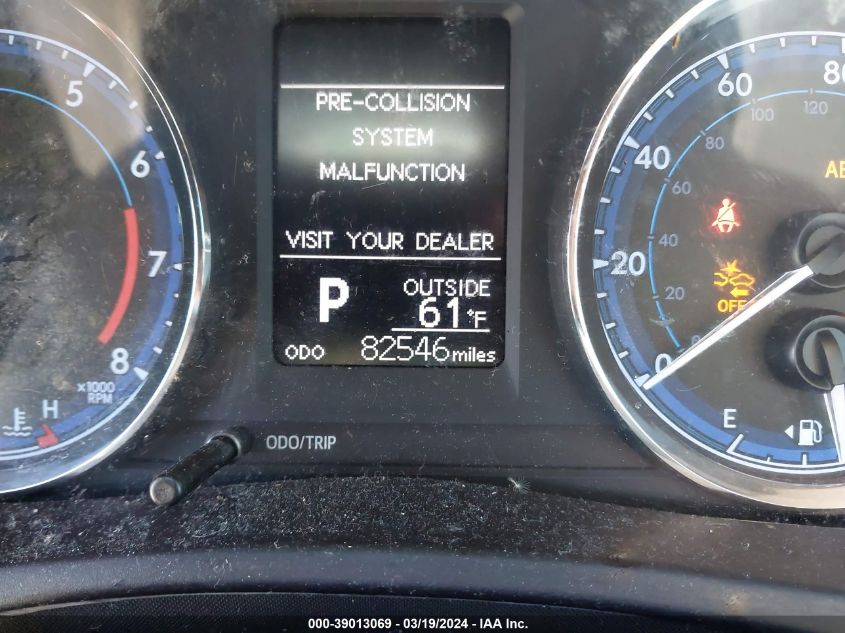 PRE-COLLISION
SYSTEM
MALFUNCTION
VISIT YOUR DEALER
P
OUTSIDE
61°F
ODO 82546 miles
5
6
7
8
x1000
RPM
H
ODO/TRIP
0
20
40
60
80
0
20
40
60
80
100
120
OFF
E
000-39013069 - 03/19/2024 - IAA Inc.